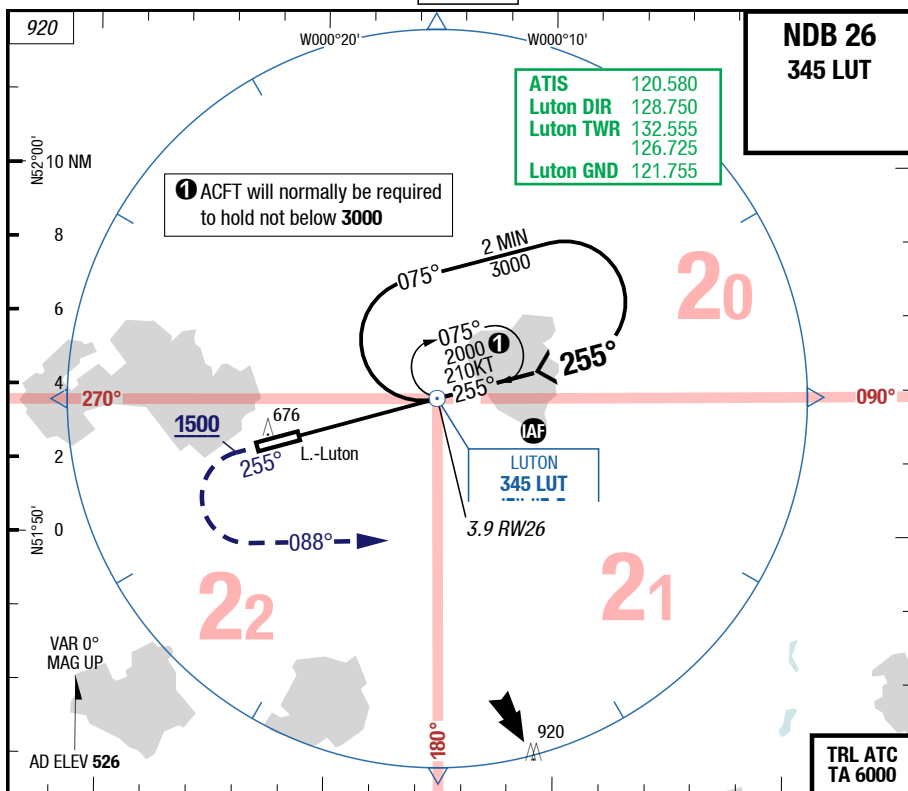 920
W000°20'
W000°10'
NDB 26
345 LUT
ATIS 120.580
Luton DIR 128.750
Luton TWR 132.555
126.725
Luton GND 121.755
N52°00'
10 NM
❶ ACFT will normally be required
to hold not below 3000
8
2 MIN
3000
075°
20
6
075°
2000 ❶
210KT
255°
255°
4
270°
090°
1500
676
IAF
L.-Luton
255°
LUTON
345 LUT
2
3.9 RW26
N51°50'
0
088°
22
21
VAR 0°
MAG UP
180°
920
AD ELEV 526
TRL ATC
TA 6000